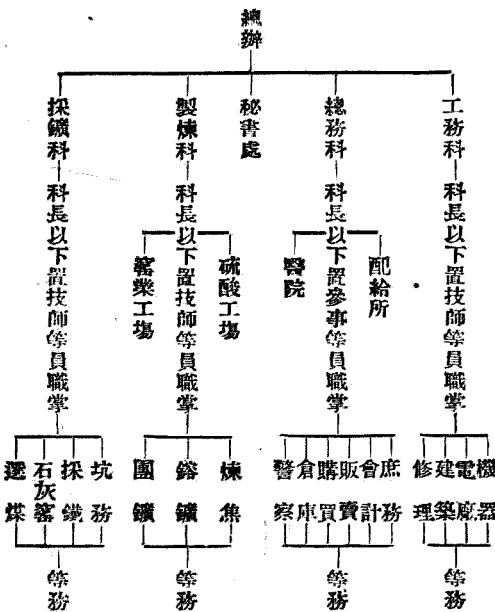 總辦
工務科
科長以下置技師等員職掌
機器
電廠
建築
修理
等務
總務科
科長以下置參事等員職掌
配給所
醫院
庶務
會計
販賣
購買
倉庫
警察
等務
秘書處
製煉科
科長以下置技師等員職掌
硫酸工場
窰業工場
煉焦
鎔鑛
團鑛
等務
採鑛科
科長以下置技師等員職掌
坑務
採鑛
石灰窰
選煤
等務